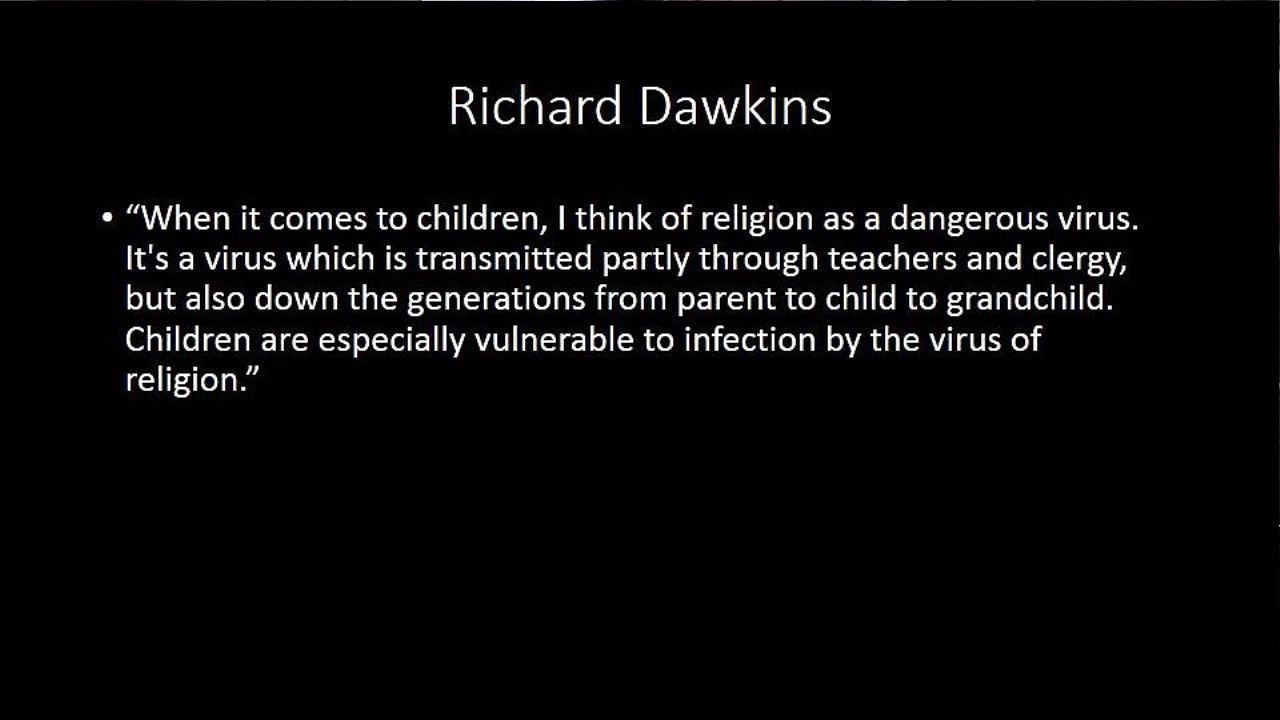 Richard Dawkins
• “When it comes to children, I think of religion as a dangerous virus.
It's a virus which is transmitted partly through teachers and clergy,
but also down the generations from parent to child to grandchild.
Children are especially vulnerable to infection by the virus of
religion.”